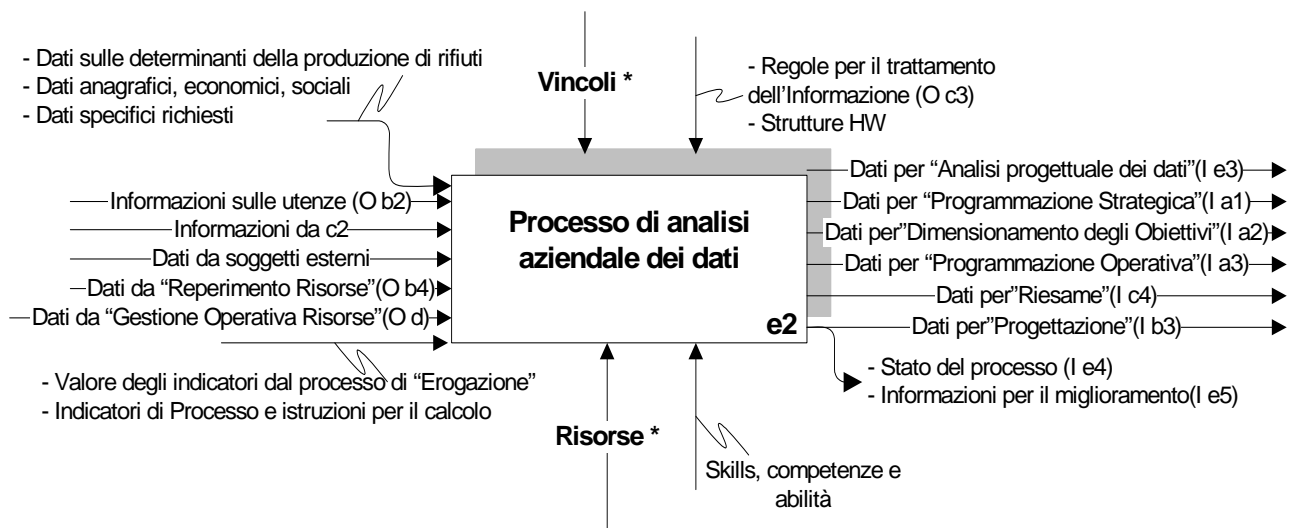 - Dati sulle determinanti della produzione di rifiuti
- Dati anagrafici, economici, sociali
- Dati specifici richiesti
Vincoli *
- Regole per il trattamento
dell'Informazione (O c3)
- Strutture HW
Informazioni sulle utenze (O b2)
Informazioni da c2
Dati da soggetti esterni
Dati da “Reperimento Risorse”(O b4)
Dati da “Gestione Operativa Risorse”(O d)
- Valore degli indicatori dal processo di “Erogazione”
- Indicatori di Processo e istruzioni per il calcolo
Processo di analisi
aziendale dei dati
e2
Dati per “Analisi progettuale dei dati”(I e3)
Dati per “Programmazione Strategica”(I a1)
Dati per”Dimensionamento degli Obiettivi”(I a2)
Dati per “Programmazione Operativa”(I a3)
Dati per”Riesame”(I c4)
Dati per”Progettazione”(I b3)
- Stato del processo (I e4)
- Informazioni per il miglioramento(I e5)
Risorse *
Skills, competenze e
abilità